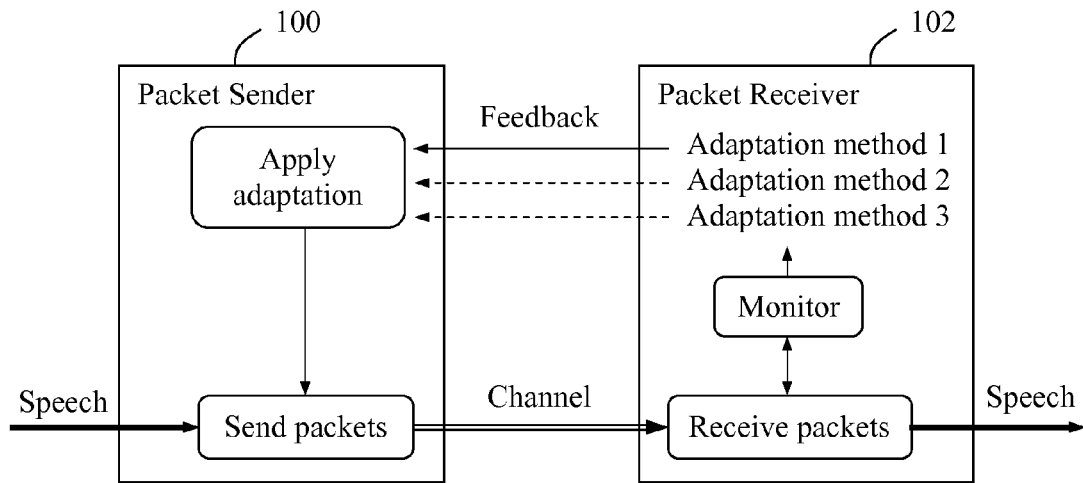 100
102
Packet Sender
Packet Receiver
Feedback
Apply
adaptation
Adaptation method 1
Adaptation method 2
Adaptation method 3
Monitor
Speech
Send packets
Channel
Receive packets
Speech